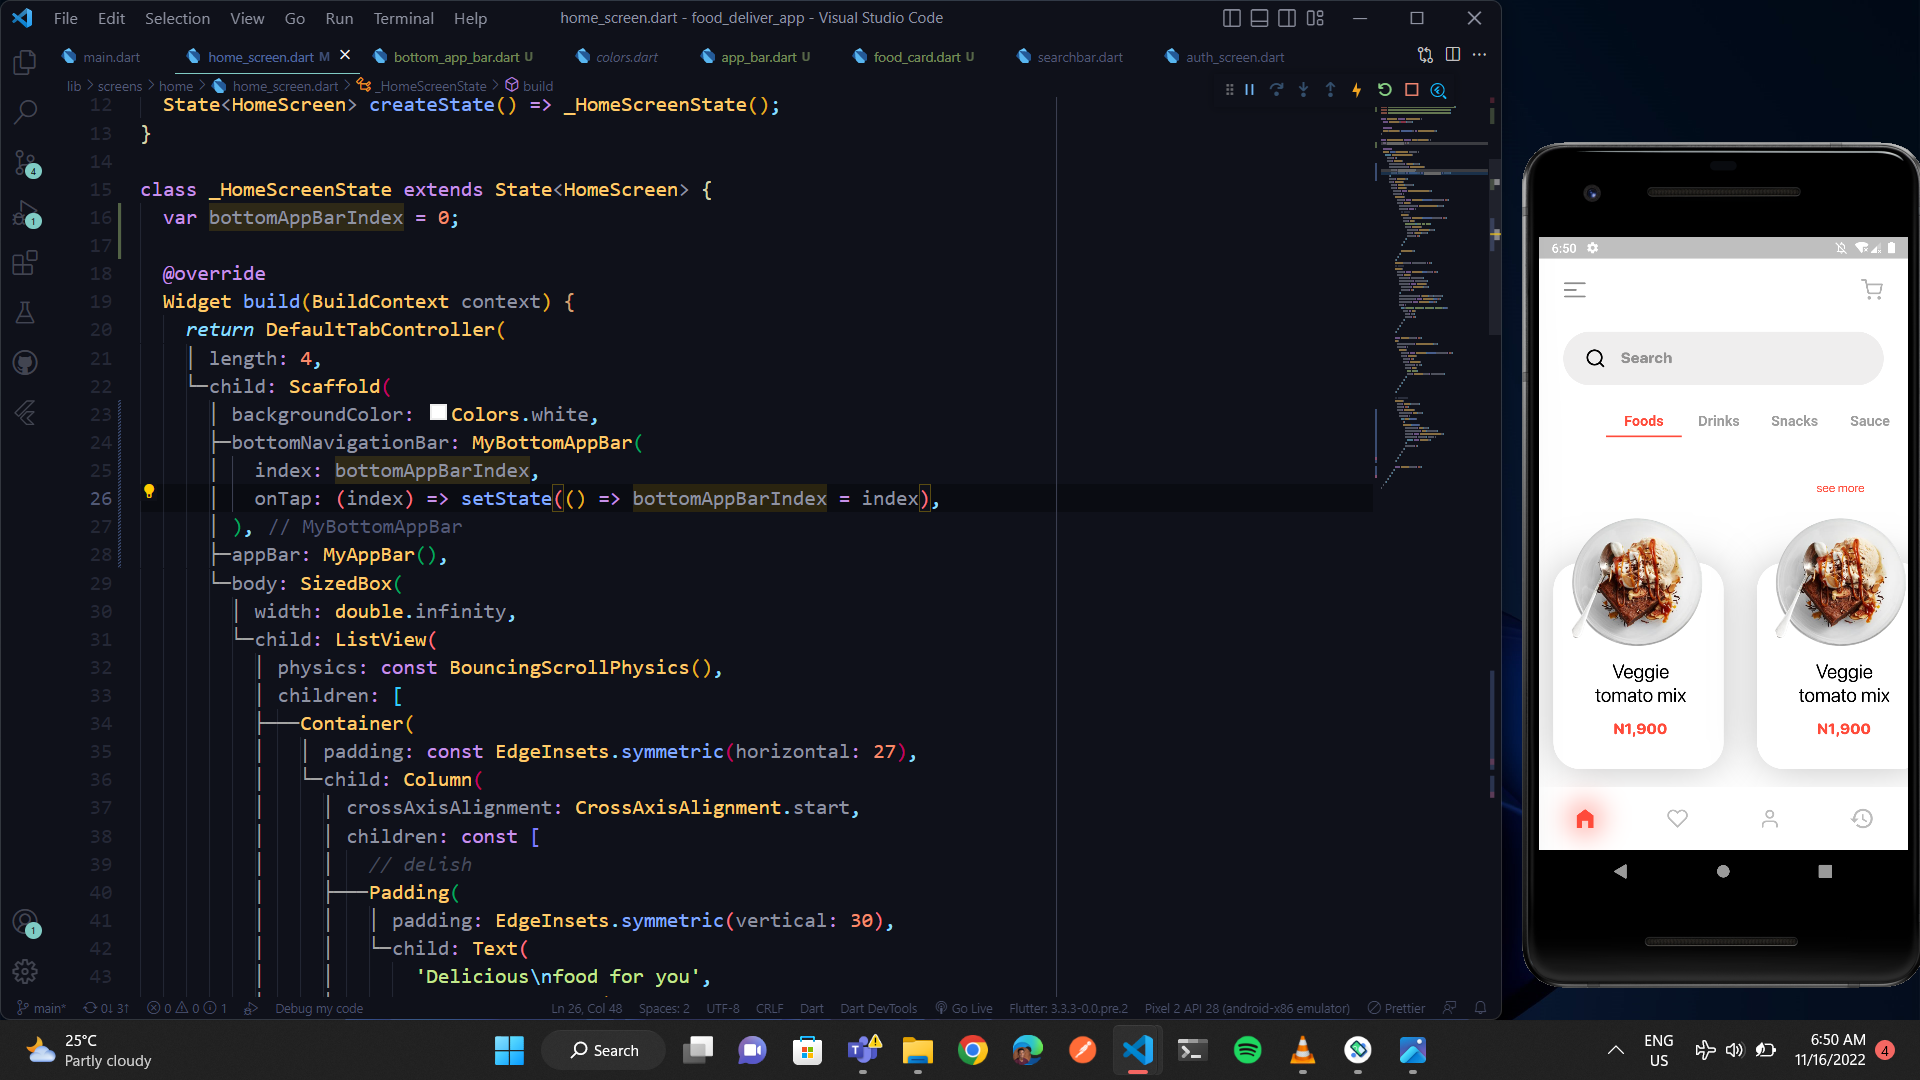 File Edit Selection View Go Run Terminal Help
home_screen.dart - food_deliver_app - Visual Studio Code
main.dart
home_screen.dart M
bottom_app_bar.dart U
colors.dart
app_bar.dart U
food_card.dart U
searchbar.dart
auth_screen.dart
lib > screens > home > home_screen.dart > _HomeScreenState > build
12 State<HomeScreen> createState() => _HomeScreenState();
13 }
14
15 class _HomeScreenState extends State<HomeScreen> {
16 var bottomAppBarIndex = 0;
17
18 @override
19 Widget build(BuildContext context) {
20 return DefaultTabController(
21 length: 4,
22 child: Scaffold(
23 backgroundColor: Colors.white,
24 bottomNavigationBar: MyBottomAppBar(
25 index: bottomAppBarIndex,
26 onTap: (index) => setState(() => bottomAppBarIndex = index),
27 ), // MyBottomAppBar
28 appBar: MyAppBar(),
29 body: SizedBox(
30 width: double.infinity,
31 child: ListView(
32 physics: const BouncingScrollPhysics(),
33 children: [
34 Container(
35 padding: const EdgeInsets.symmetric(horizontal: 27),
36 child: Column(
37 crossAxisAlignment: CrossAxisAlignment.start,
38 children: const [
39 // delish
40 Padding(
41 padding: EdgeInsets.symmetric(vertical: 30),
42 child: Text(
43 'Delicious\nfood for you',
4
1
1
main* 0↓ 3↑ 0 0 1 Debug my code
Ln 26, Col 48 Spaces: 2 UTF-8 CRLF Dart Dart DevTools Go Live Flutter: 3.3.3-0.0.pre.2 Pixel 2 API 28 (android-x86 emulator) Prettier
6:50
Search
Foods Drinks Snacks Sauce
see more
Veggie
tomato mix
N1,900
Veggie
tomato mix
N1,900
25°C
Partly cloudy
Search
ENG
US
6:50 AM
11/16/2022
4